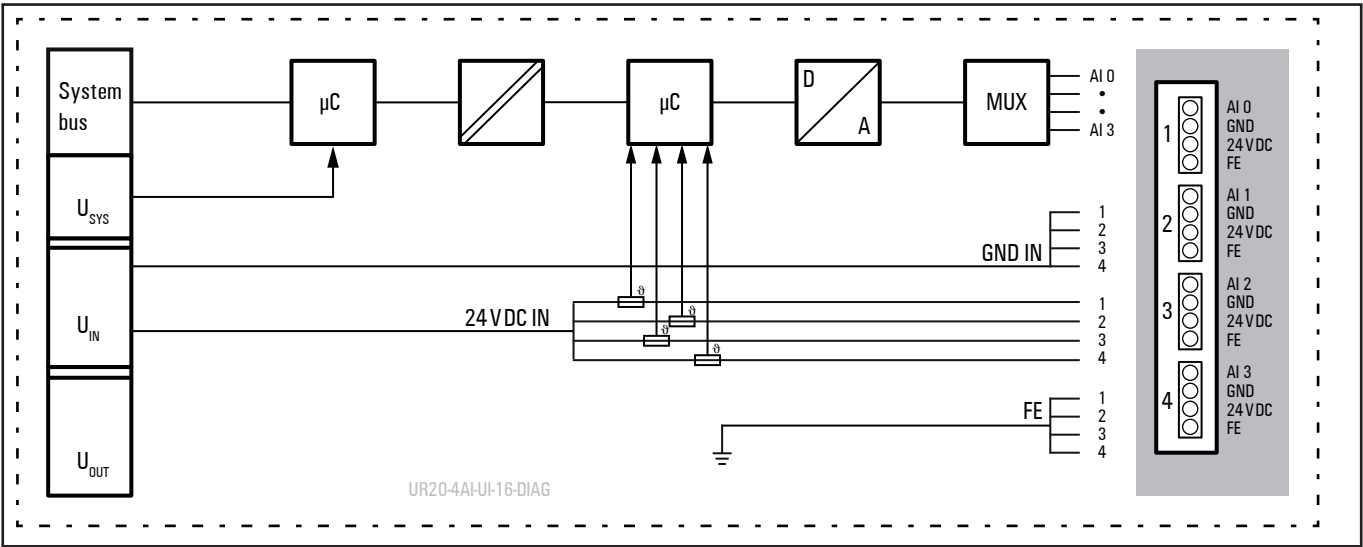 System
bus
U SYS
U IN
U OUT
µC
µC
D
A
MUX
AI 0
•
•
AI 3
GND IN
1
2
3
4
24 V DC IN
ϑ
ϑ
ϑ
ϑ
1
2
3
4
FE
1
2
3
4
UR20-4AI-UI-16-DIAG
1
AI 0
GND
24 V DC
FE
2
AI 1
GND
24 V DC
FE
3
AI 2
GND
24 V DC
FE
4
AI 3
GND
24 V DC
FE